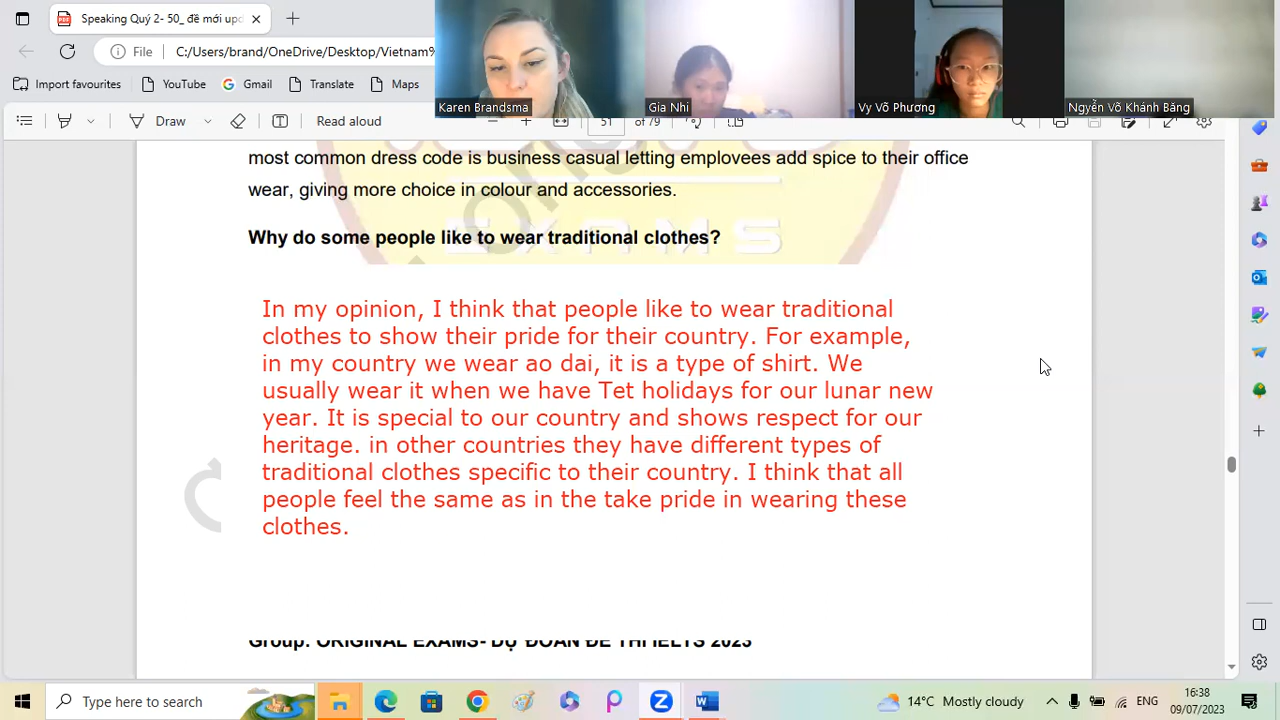 Speaking Quý 2- 50_ đề mới upd
File C:/Users/brand/OneDrive/Desktop/Vietnam%
Import favourites YouTube Gmail Translate Maps
Karen Brandsma Gia Nhi Vy Võ Phương Nguyễn Võ Khánh Băng
Draw Read aloud 51 of 79
most common dress code is business casual letting employees add spice to their office
wear, giving more choice in colour and accessories.
EXAMS
Why do some people like to wear traditional clothes?
In my opinion, I think that people like to wear traditional
clothes to show their pride for their country. For example,
in my country we wear ao dai, it is a type of shirt. We
usually wear it when we have Tet holidays for our lunar new
year. It is special to our country and shows respect for our
heritage. in other countries they have different types of
traditional clothes specific to their country. I think that all
people feel the same as in the take pride in wearing these
clothes.
Group: ORIGINAL EXAMS- DỰ ĐOÁN ĐỀ THI IELTS 2023
Type here to search
14°C Mostly cloudy
ENG
16:38
09/07/2023